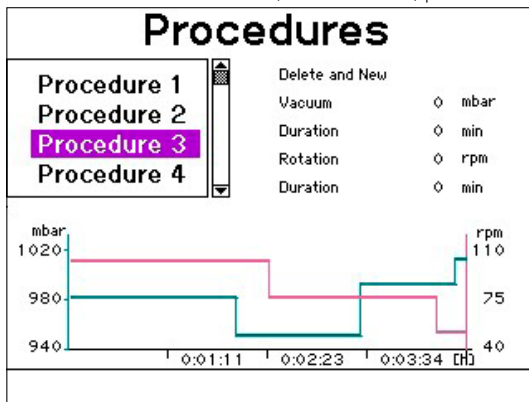 Procedures
Procedure 1
Procedure 2
Procedure 3
Procedure 4
Delete and New
Vacuum 0 mbar
Duration 0 min
Rotation 0 rpm
Duration 0 min
mbar rpm
1020 110
980 75
940 40
0:01:11 0:02:23 0:03:34 [H]